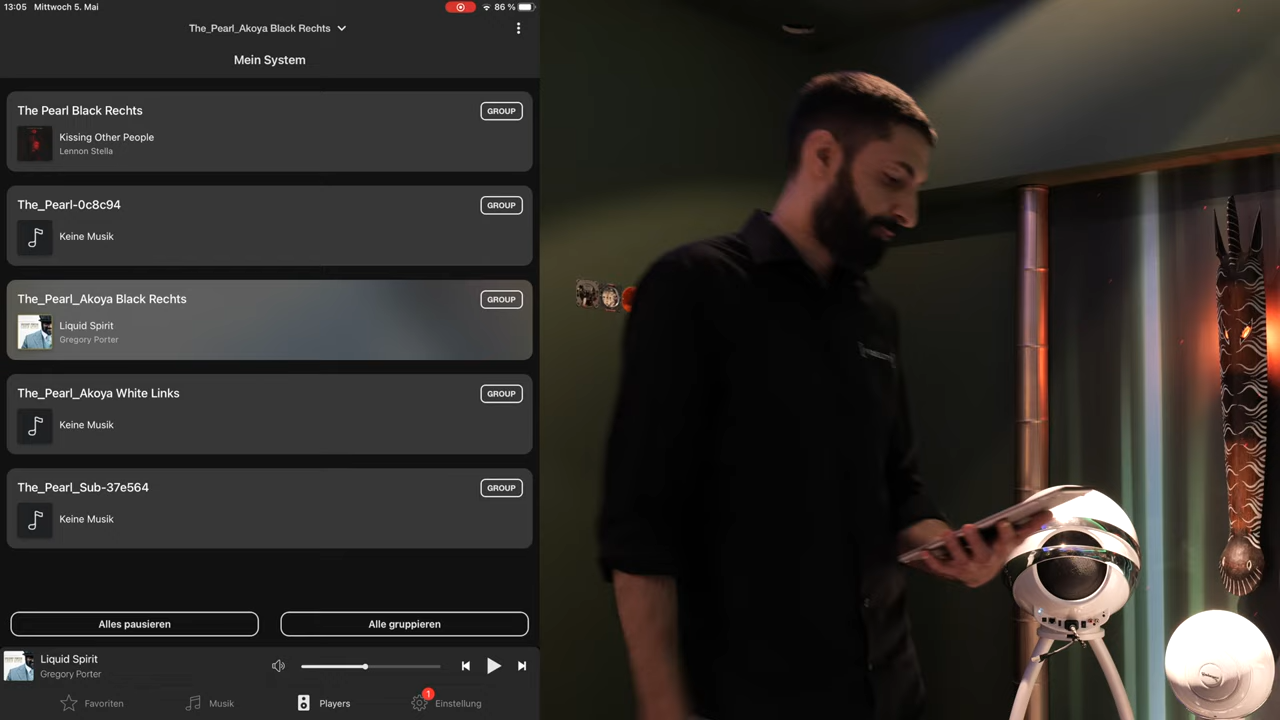 13:05 Mittwoch 5. Mai
86 %
The_Pearl_Akoya Black Rechts
Mein System
The Pearl Black Rechts
GROUP
Kissing Other People
Lennon Stella
The_Pearl-0c8c94
GROUP
Keine Musik
The_Pearl_Akoya Black Rechts
GROUP
Liquid Spirit
Gregory Porter
The_Pearl_Akoya White Links
GROUP
Keine Musik
The_Pearl_Sub-37e564
GROUP
Keine Musik
Alles pausieren
Alle gruppieren
Liquid Spirit
Gregory Porter
1
Favoriten
Musik
Players
Einstellung